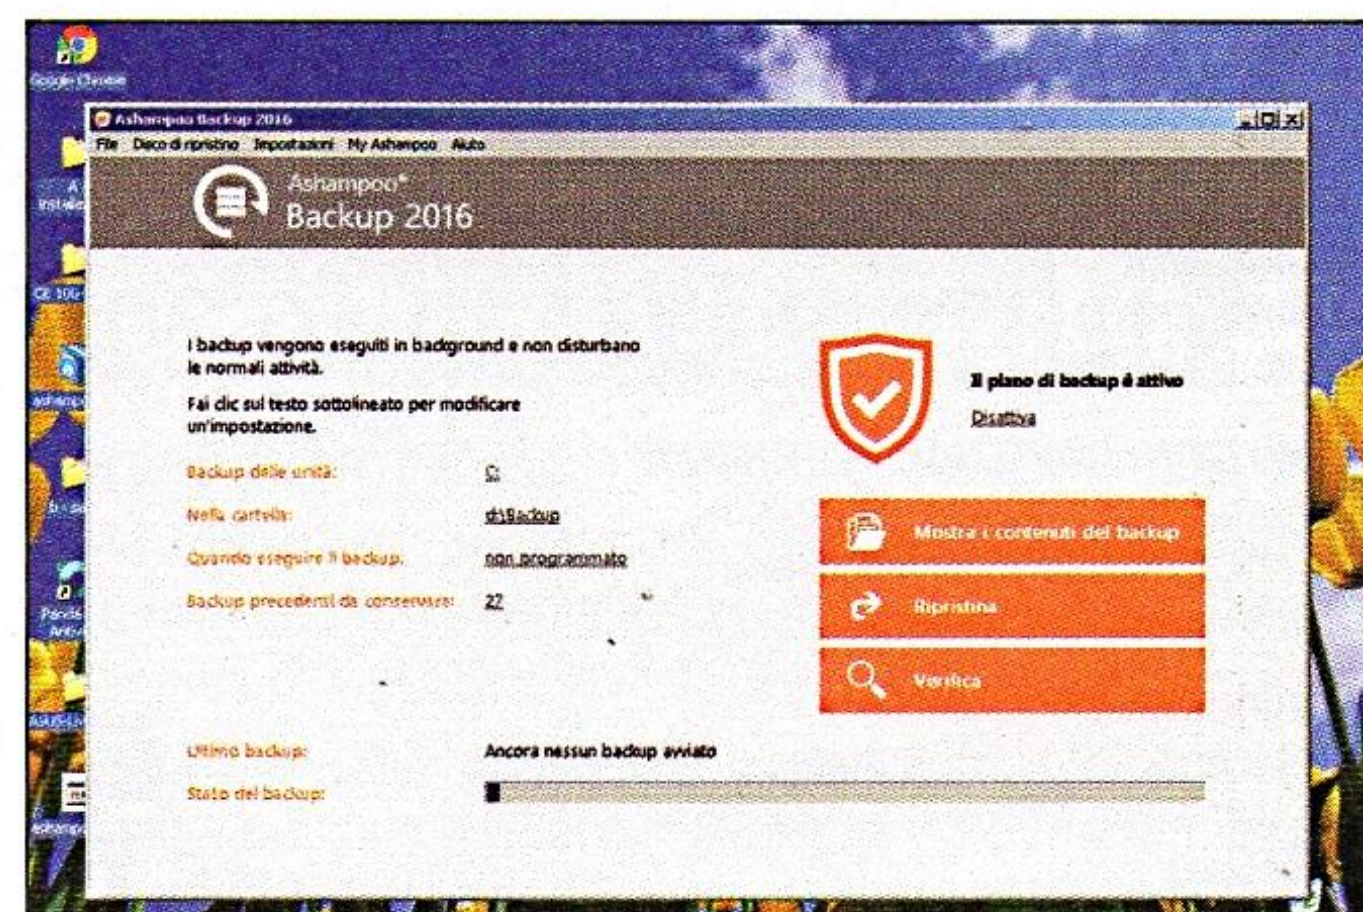 Google Chrome
Ashampoo Backup 2016
File Disco di ripristino Impostazioni My Ashampoo Aiuto
Ashampoo®
Backup 2016
I backup vengono eseguiti in background e non disturbano
le normali attività.
Fai clic sul testo sottolineato per modificare
un'impostazione.
Il piano di backup è attivo
Disattiva
Backup delle unità:
C:
Nella cartella:
d:\Backup
Quando eseguire il backup:
non programmato
Backup precedenti da conservare:
27
Mostra i contenuti del backup
Ripristina
Verifica
Ultimo backup:
Ancora nessun backup avviato
Stato del backup: